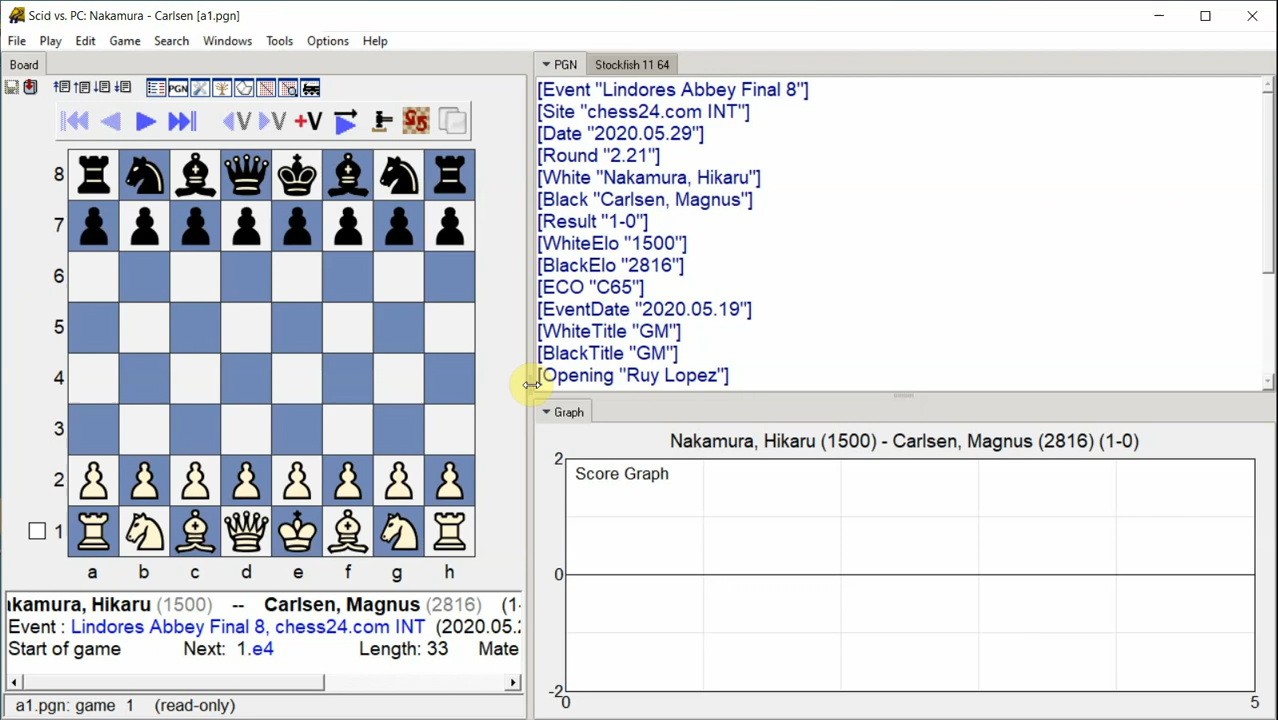 Scid vs. PC: Nakamura - Carlsen [a1.pgn]
File Play Edit Game Search Windows Tools Options Help
Board
PGN
V V +V
8
7
6
5
4
3
2
1
a b c d e f g h
kamura, Hikaru (1500) -- Carlsen, Magnus (2816) (1-
Event : Lindores Abbey Final 8, chess24.com INT (2020.05.2
Start of game Next: 1.e4 Length: 33 Mate
a1.pgn: game 1 (read-only)
PGN Stockfish 11 64
[Event "Lindores Abbey Final 8"]
[Site "chess24.com INT"]
[Date "2020.05.29"]
[Round "2.21"]
[White "Nakamura, Hikaru"]
[Black "Carlsen, Magnus"]
[Result "1-0"]
[WhiteElo "1500"]
[BlackElo "2816"]
[ECO "C65"]
[EventDate "2020.05.19"]
[WhiteTitle "GM"]
[BlackTitle "GM"]
[Opening "Ruy Lopez"]
Graph
Nakamura, Hikaru (1500) - Carlsen, Magnus (2816) (1-0)
2
Score Graph
0
-2
0 5